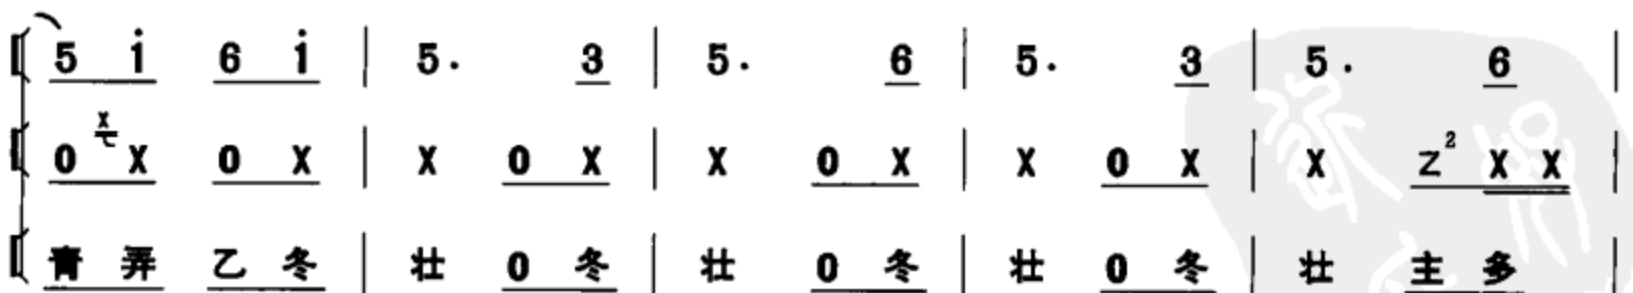 5 i̇ 6 i̇ | 5. 3 | 5. 6 | 5. 3 | 5. 6 |
0 X X 0 X | X 0 X | X 0 X | X 0 X | X Z² X X |
青 弄 乙 冬 | 壮 0 冬 | 壮 0 冬 | 壮 0 冬 | 壮 主 多 |